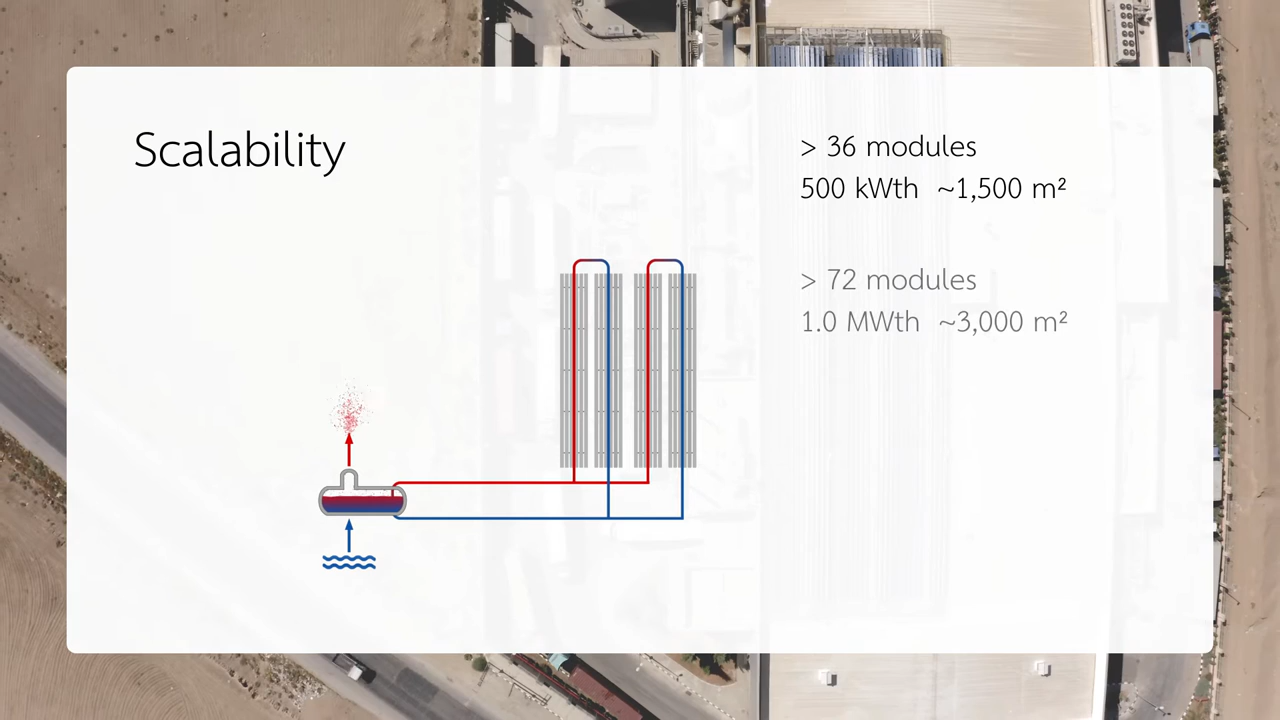 Scalability
> 36 modules
500 kWth ~1,500 m²
> 72 modules
1.0 MWth ~3,000 m²